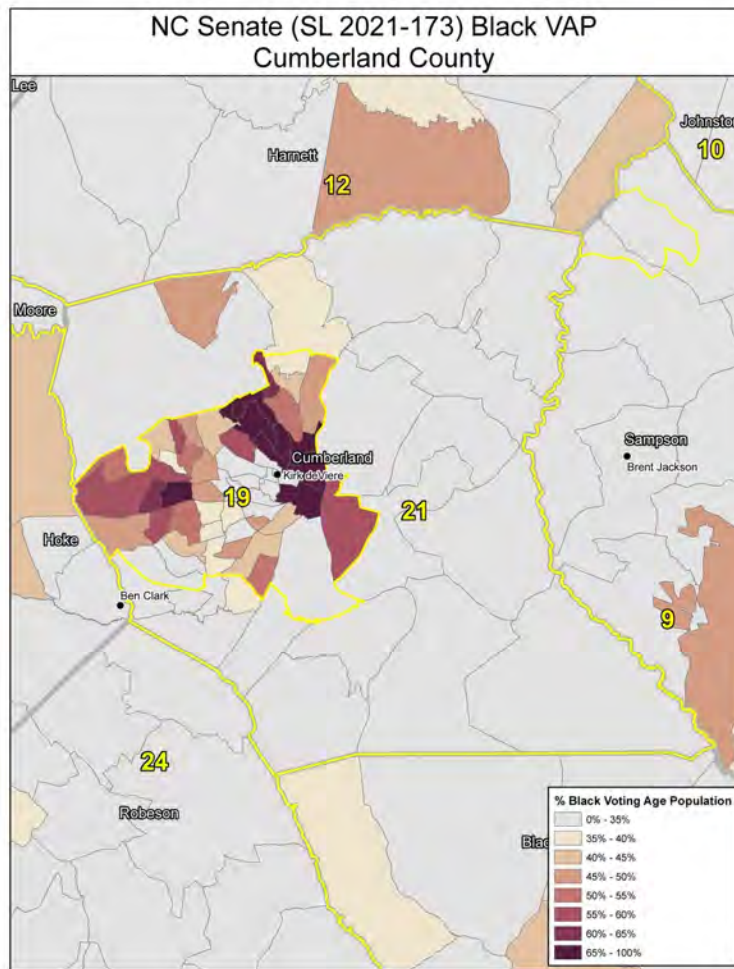 NC Senate (SL 2021-173) Black VAP
Cumberland County
Lee
Johnston
10
Harnett
12
Moore
Sampson
Brent Jackson
Cumberland
Kirk deViere
19
21
Hoke
Ben Clark
9
24
Robeson
Blad
% Black Voting Age Population
0% - 35%
35% - 40%
40% - 45%
45% - 50%
50% - 55%
55% - 60%
60% - 65%
65% - 100%